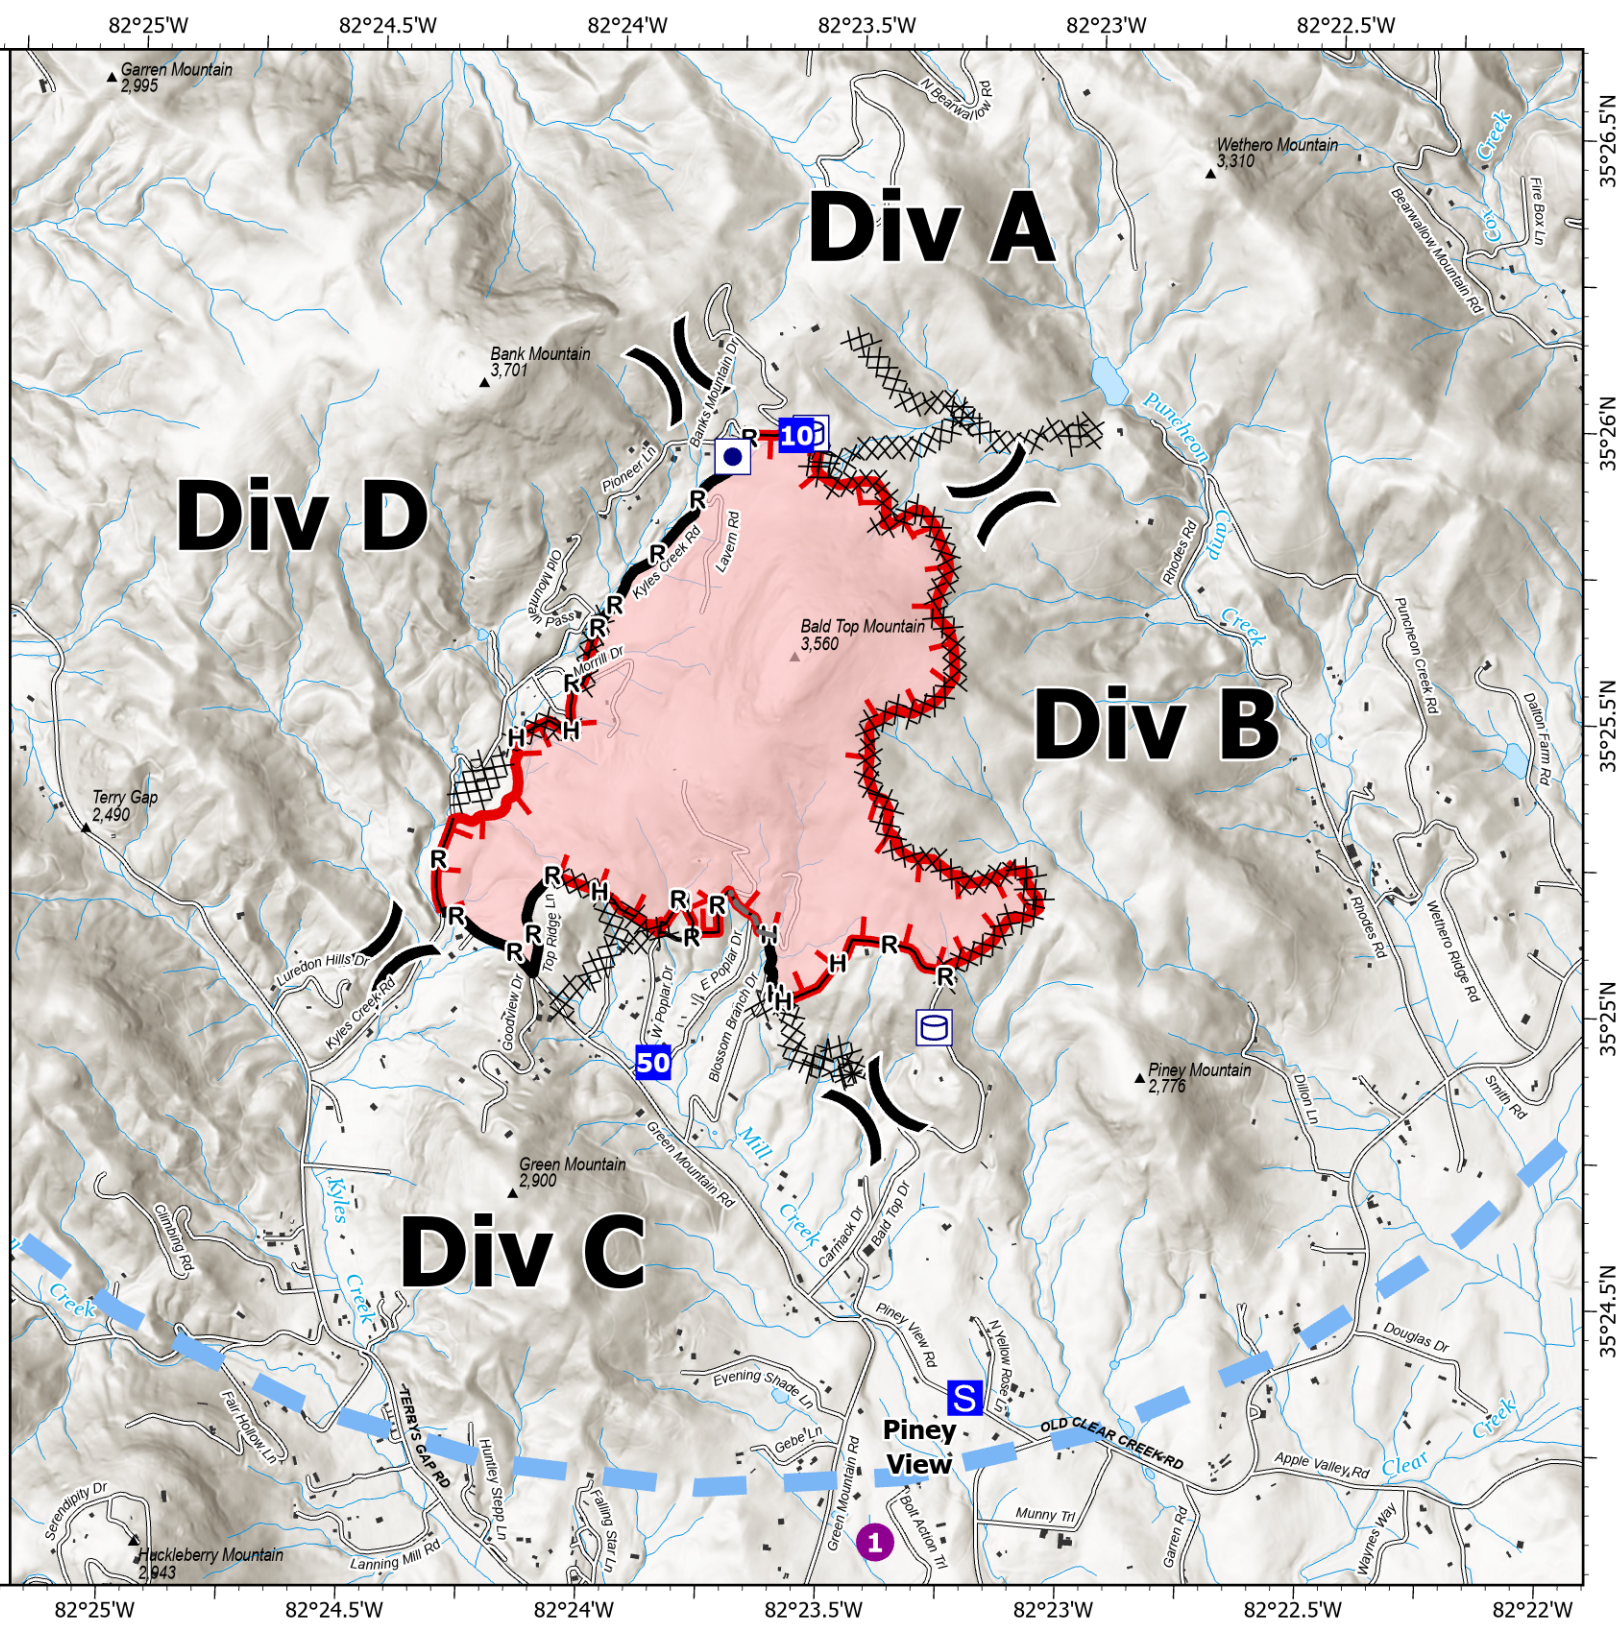 82°25'W 82°24.5'W 82°24'W 82°23.5'W 82°23'W 82°22.5'W
Garren Mountain
2,995
N Bearwallow Rd
35°26.5'N
Wethero Mountain
3,310
Creek
Cot
Fire Box Ln
Bearwallow Mountain Rd
Div A
Bank Mountain
3,701
Banks Mountain Dr
Puncheon
Camp
Creek
35°26'N
R
10
Pioneer Ln
R
Div D
Lavern Rd
R
Kyles Creek Rd
Rhodes Rd
Old Mounta
in Pass
R
R
Bald Top Mountain
3,560
Puncheon Creek Rd
Morrill Dr
R
H
H
Div B
35°25.5'N
Dalton Farm Rd
Terry Gap
2,490
R
R
H
R
R
R
R
R
R
H
H
R
R
H
H
Top Ridge Ln
Luredon Hills Dr
Kyles Creek Rd
Goodview Dr
W Poplar Dr
E Poplar Dr
Blossom Branch Dr
Rhodes Rd
Wethero Ridge Rd
35°25'N
50
Piney Mountain
2,776
Dillon Ln
Smith Rd
Green Mountain Rd
Mill
Creek
Green Mountain
2,900
Kyles
Creek
Climbing Rd
Div C
Carmack Dr
Bald Top Dr
Creek
35°24.5'N
Piney View Rd
N Yellow Rose Ln
Douglas Dr
Evening Shade Ln
S
Piney
View
OLD CLEAR CREEK RD
Fair Hollow Ln
TERRYS GAP RD
Gebe Ln
Huntley Stepp Ln
Green Mountain Rd
Apple Valley Rd
Clear
Creek
Serendipity Dr
Falling Star Ln
Bolt Action Trl
Munny Trl
Garren Rd
Waynes Way
Lanning Mill Rd
1
Huckleberry Mountain
2,943
82°25'W 82°24.5'W 82°24'W 82°23.5'W 82°23'W 82°22.5'W 82°22'W